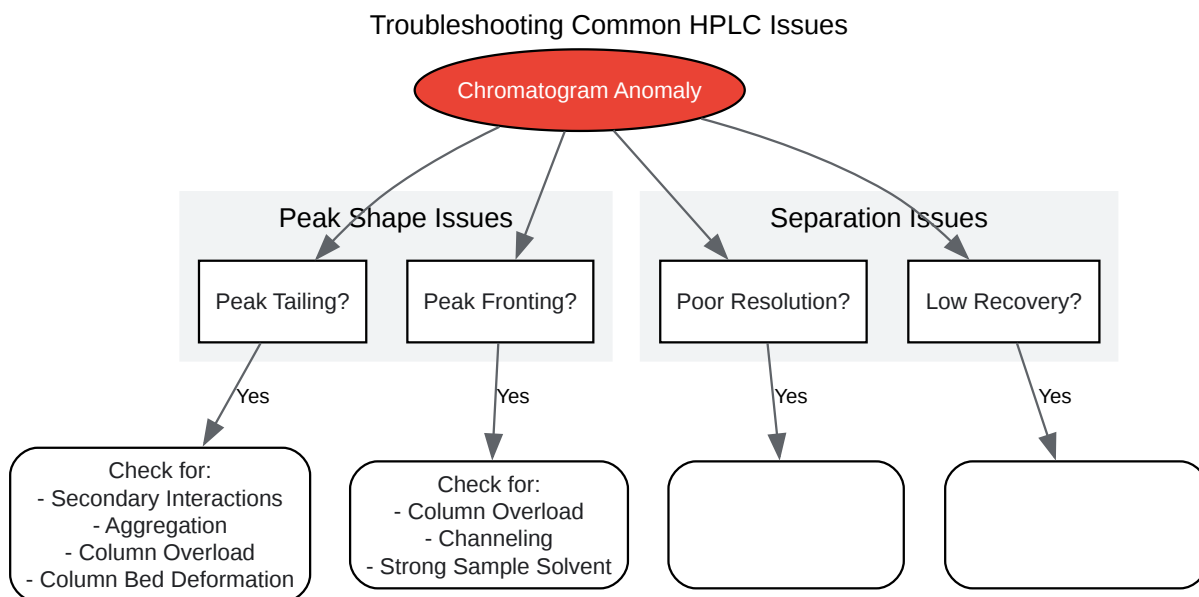 Troubleshooting Common HPLC Issues
Chromatogram Anomaly
Peak Shape Issues
Separation Issues
Peak Tailing?
Peak Fronting?
Poor Resolution?
Low Recovery?
Yes
Yes
Yes
Yes
Check for:
- Secondary Interactions
- Aggregation
- Column Overload
- Column Bed Deformation
Check for:
- Column Overload
- Channeling
- Strong Sample Solvent